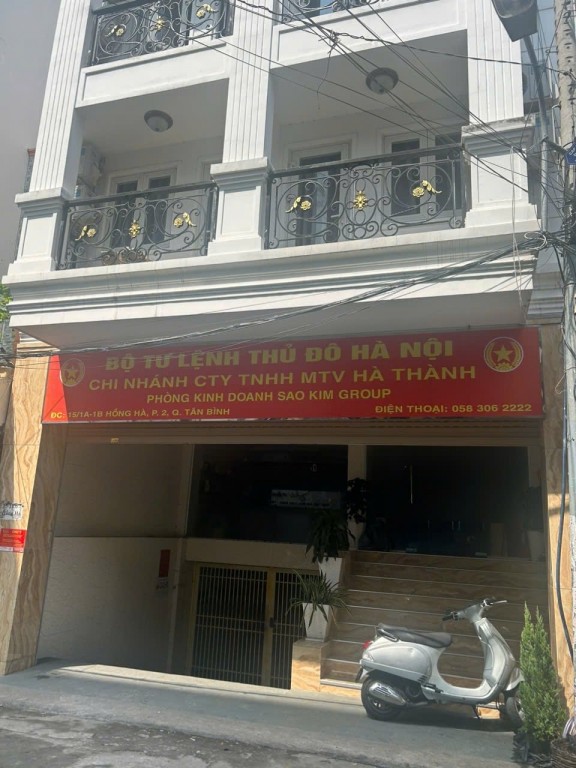 BỘ TƯ LỆNH THỦ ĐÔ HÀ NỘI
CHI NHÁNH CTY TNHH MTV HÀ THÀNH
PHÒNG KINH DOANH SAO KIM GROUP
ĐC: 15/1A-1B HỒNG HÀ, P. 2, Q. TÂN BÌNH
ĐIỆN THOẠI: 058 306 2222